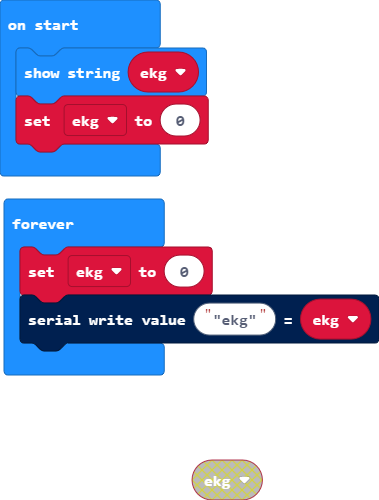 on start
show string ekg
set ekg to 0
forever
set ekg to 0
serial write value ""ekg"" = ekg
ekg